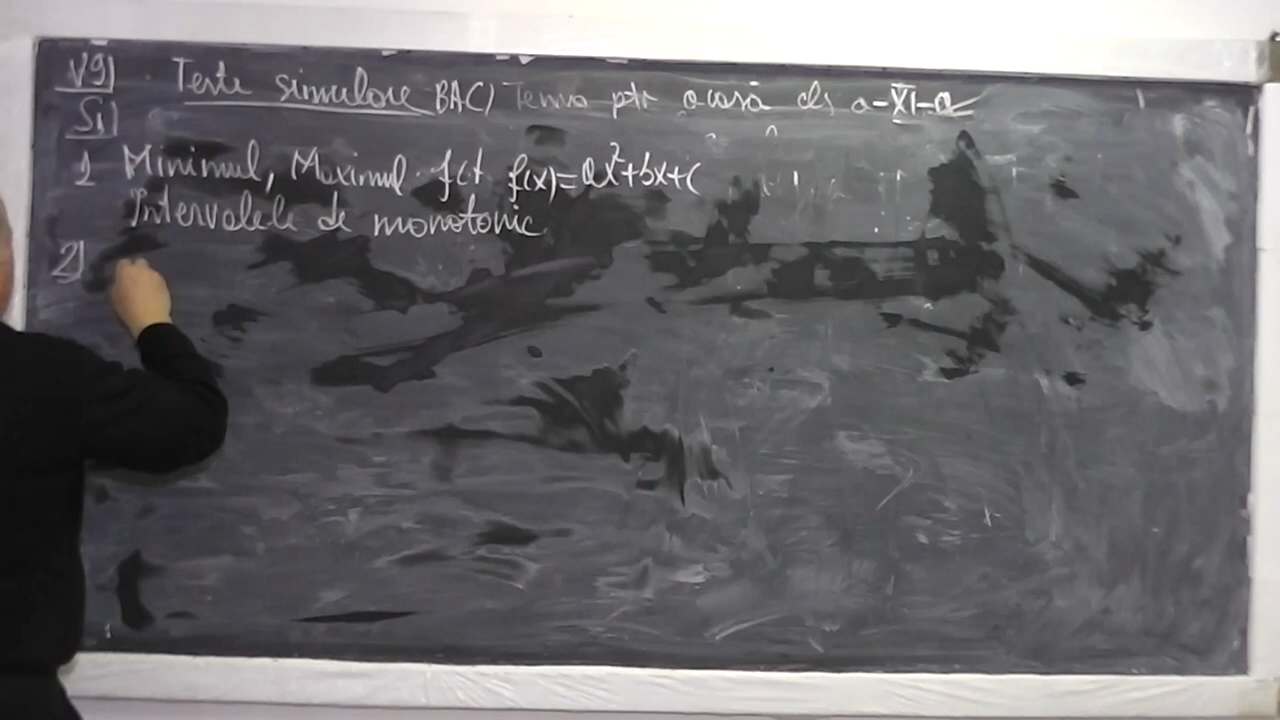 V9) Teste simulare BAC) Tema ptr acasă cls a-XI-a
S1)
1 Minimul, Maximul fct f(x)=ax²+bx+c
Intervalele de monotonie
2)